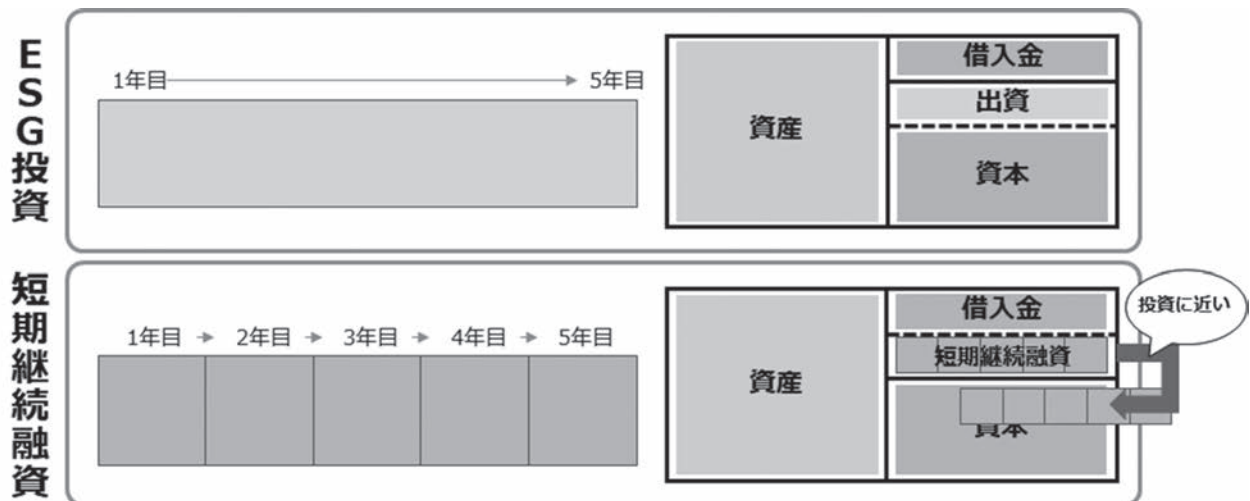 ESG投資
1年目
5年目
資産
借入金
出資
資本
短期継続融資
1年目
2年目
3年目
4年目
5年目
資産
借入金
短期継続融資
資本
投資に近い